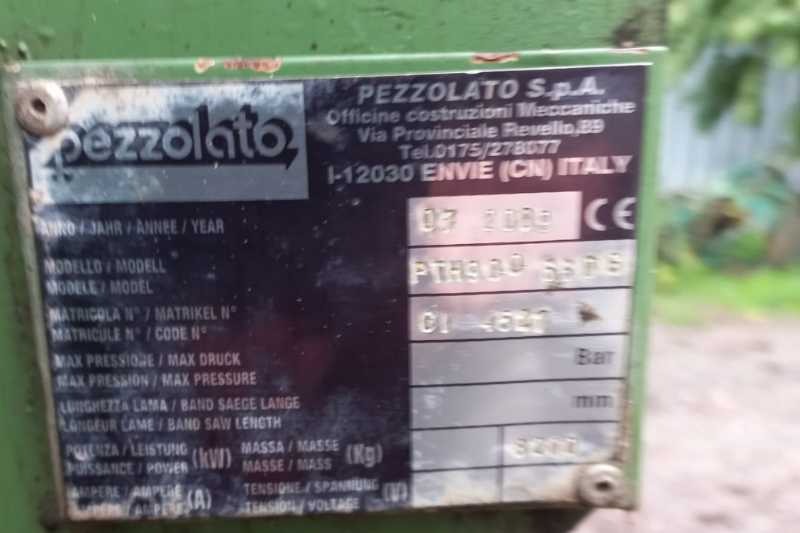 pezzolato
PEZZOLATO S.p.A.
Officine costruzioni Meccaniche
Via Provinciale Revello,89
Tel.0175/278077
I-12030 ENVIE (CN) ITALY
ANNO / JAHR / ANNEE / YEAR
CE
MODELLO / MODELL
MODELE / MODEL
PTH900
MATRICOLA N° / MATRIKEL N°
MATRICULE N° / CODE N°
CI
MAX PRESSIONE / MAX DRUCK
MAX PRESSION / MAX PRESSURE
Bar
LUNGHEZZA LAMA / BAND SAEGE LANGE
LONGEUR LAME / BAND SAW LENGTH
mm
POTENZA / LEISTUNG
PUISSANCE / POWER
(kW)
MASSA / MASSE
MASSE / MASS
(Kg)
AMPERE / AMPERE
AMPERE / AMPERE
(A)
TENSIONE / SPANNUNG
TENSION / VOLTAGE
(V)